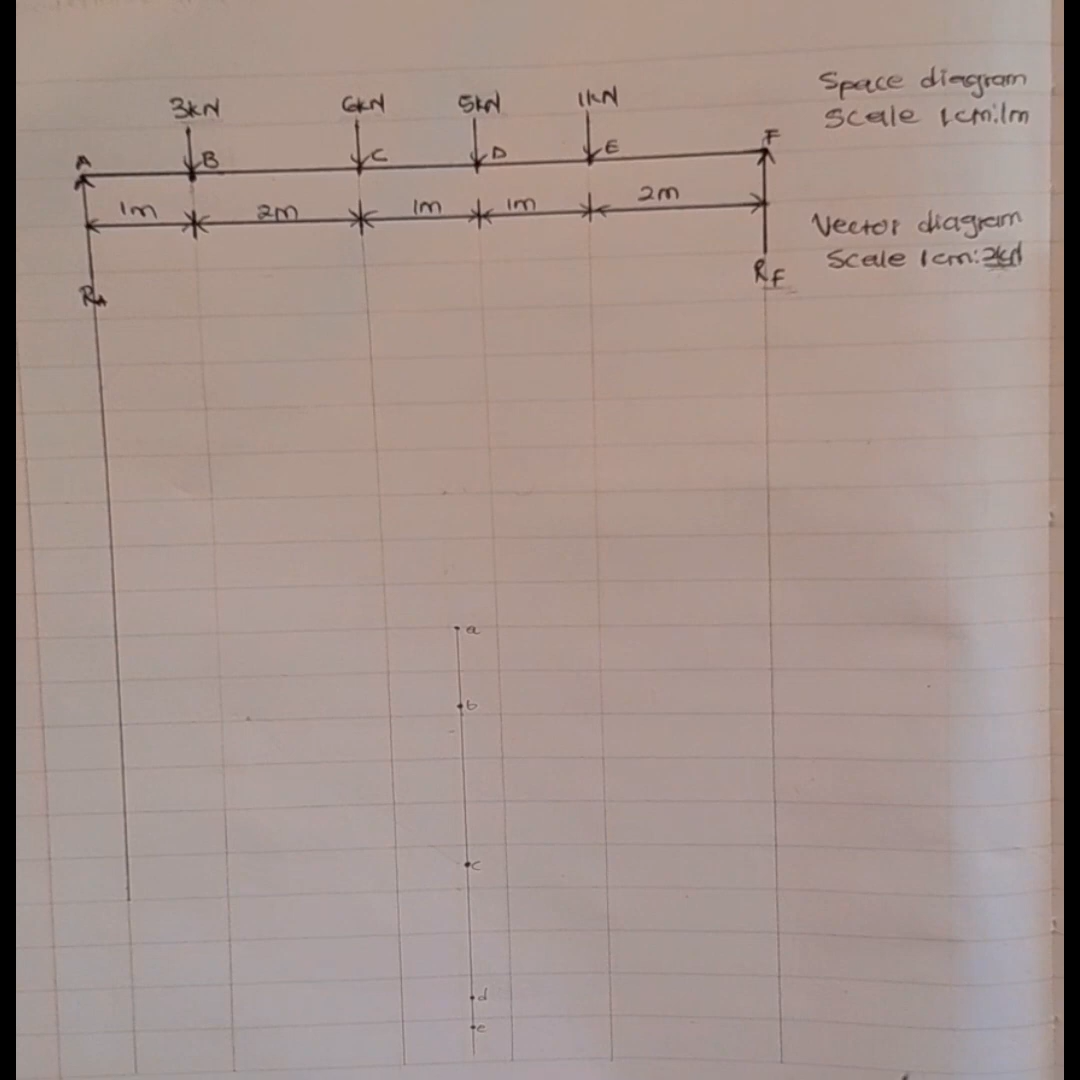 3kN 6kN 5kN 1kN
Space diagram
Scale 1cm:1m
A B C D E F
1m 2m 1m 1m 2m
Vector diagram
Scale 1cm:2kN
RA RF
a
b
c
d
e